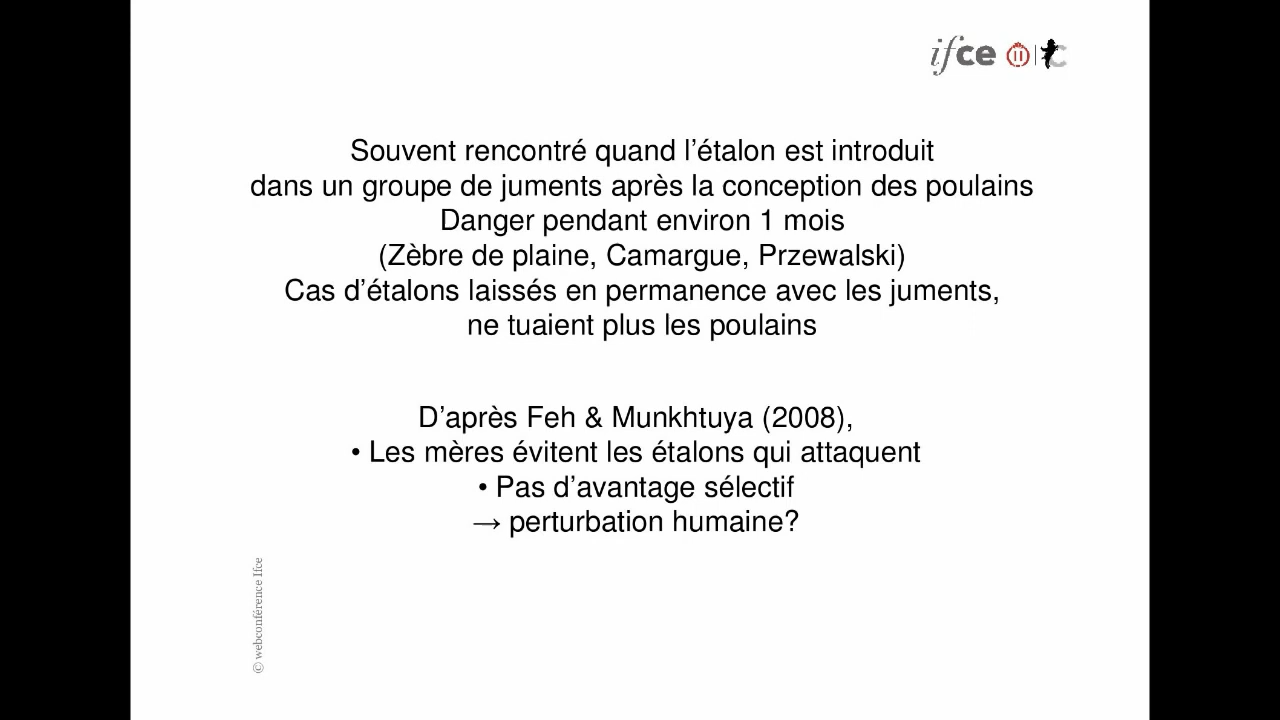 ifce
Souvent rencontré quand l’étalon est introduit
dans un groupe de juments après la conception des poulains
Danger pendant environ 1 mois
(Zèbre de plaine, Camargue, Przewalski)
Cas d’étalons laissés en permanence avec les juments,
ne tuaient plus les poulains
D’après Feh & Munkhtuya (2008),
• Les mères évitent les étalons qui attaquent
• Pas d’avantage sélectif
→ perturbation humaine?
© webconférence Ifce